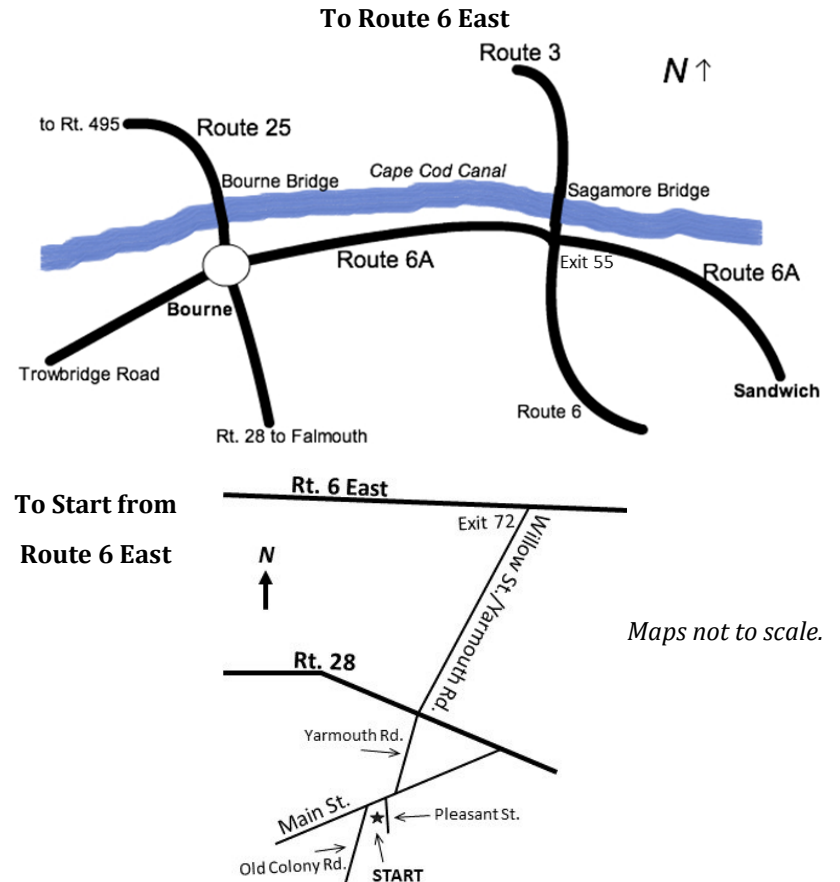 To Route 6 East
Route 3
N ↑
to Rt. 495
Route 25
Bourne Bridge
Cape Cod Canal
Sagamore Bridge
Route 6A
Exit 55
Route 6A
Bourne
Trowbridge Road
Sandwich
Route 6
Rt. 28 to Falmouth
To Start from
Route 6 East
Rt. 6 East
Exit 72
Willow St./Yarmouth Rd.
N
Maps not to scale.
Rt. 28
Yarmouth Rd.
Main St.
Pleasant St.
Old Colony Rd.
START